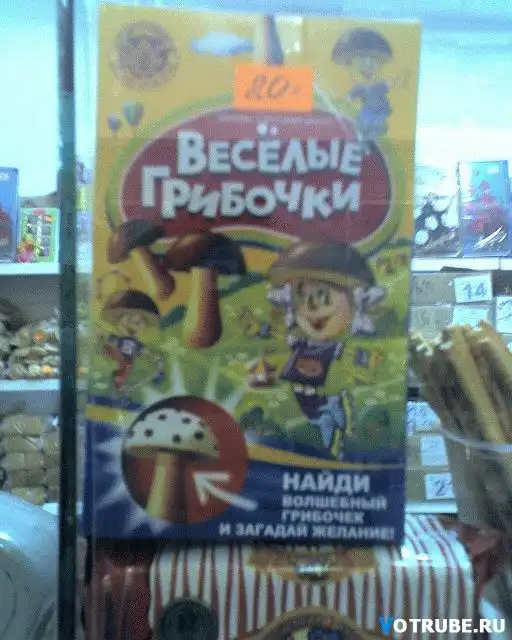 20=
ВЕСЁЛЫЕ
ГРИБОЧКИ
14
НАЙДИ
ВОЛШЕБНЫЙ
ГРИБОЧЕК
И ЗАГАДАЙ ЖЕЛАНИЕ!
VOTRUBE.RU